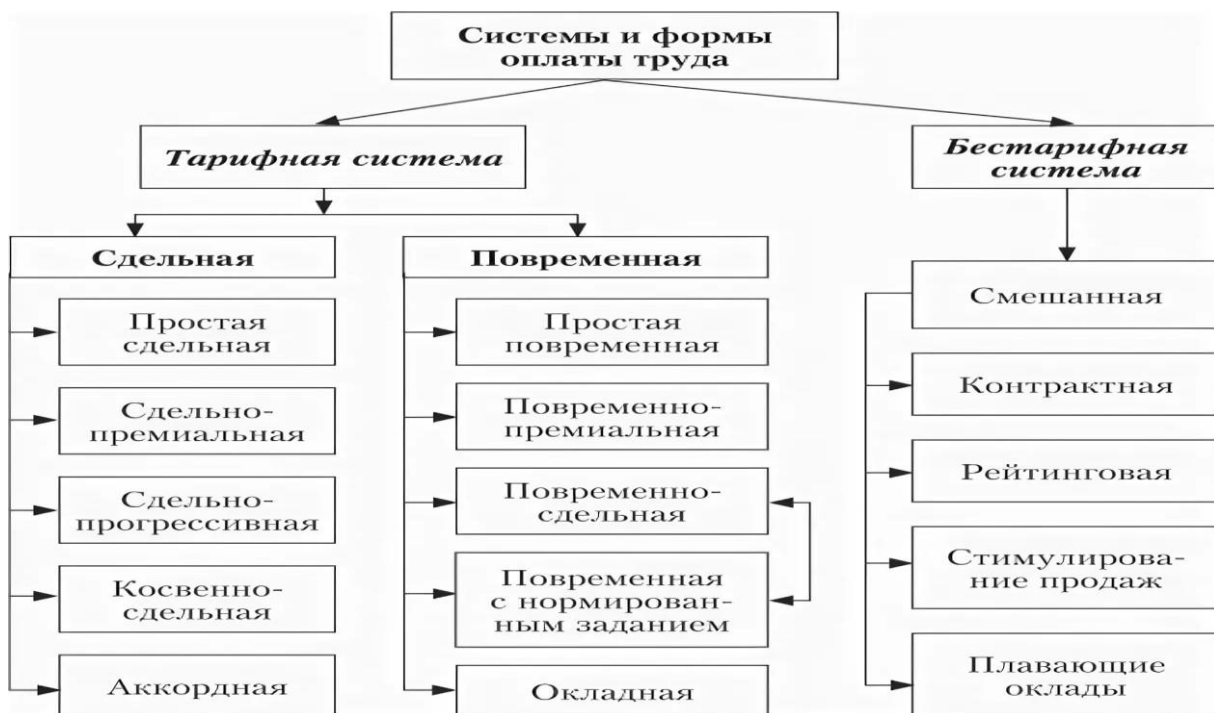 Системы и формы
оплаты труда
Тарифная система
Бестарифная
система
Сдельная
Простая
сдельная
Сдельно-
премиальная
Сдельно-
прогрессивная
Косвенно-
сдельная
Аккордная
Повременная
Простая
повременная
Повременно-
премиальная
Повременно-
сдельная
Повременная
с нормирован-
ным заданием
Окладная
Смешанная
Контрактная
Рейтинговая
Стимулирова-
ние продаж
Плавающие
оклады